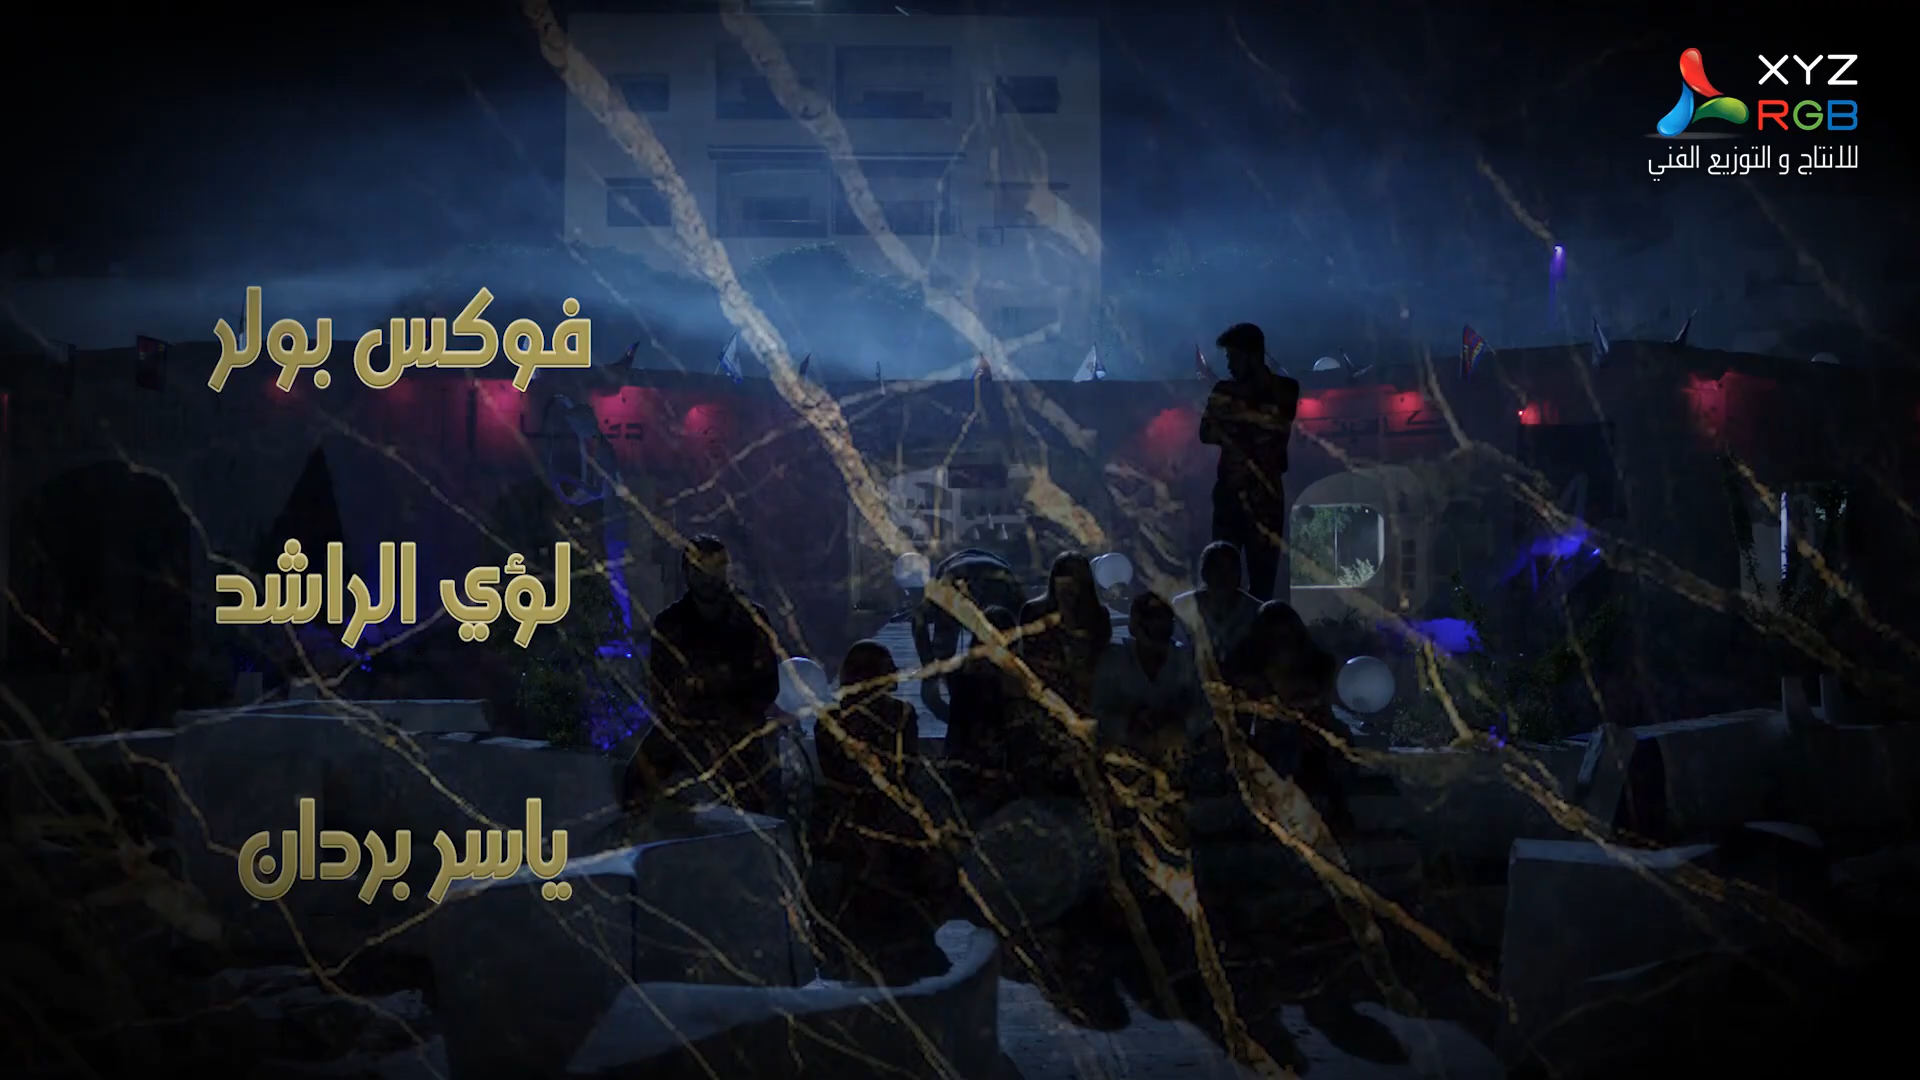 XYZ
RGB
للانتاج و التوزيع الفني
فوكس بولر
لؤي الراشد
ياسر بردان